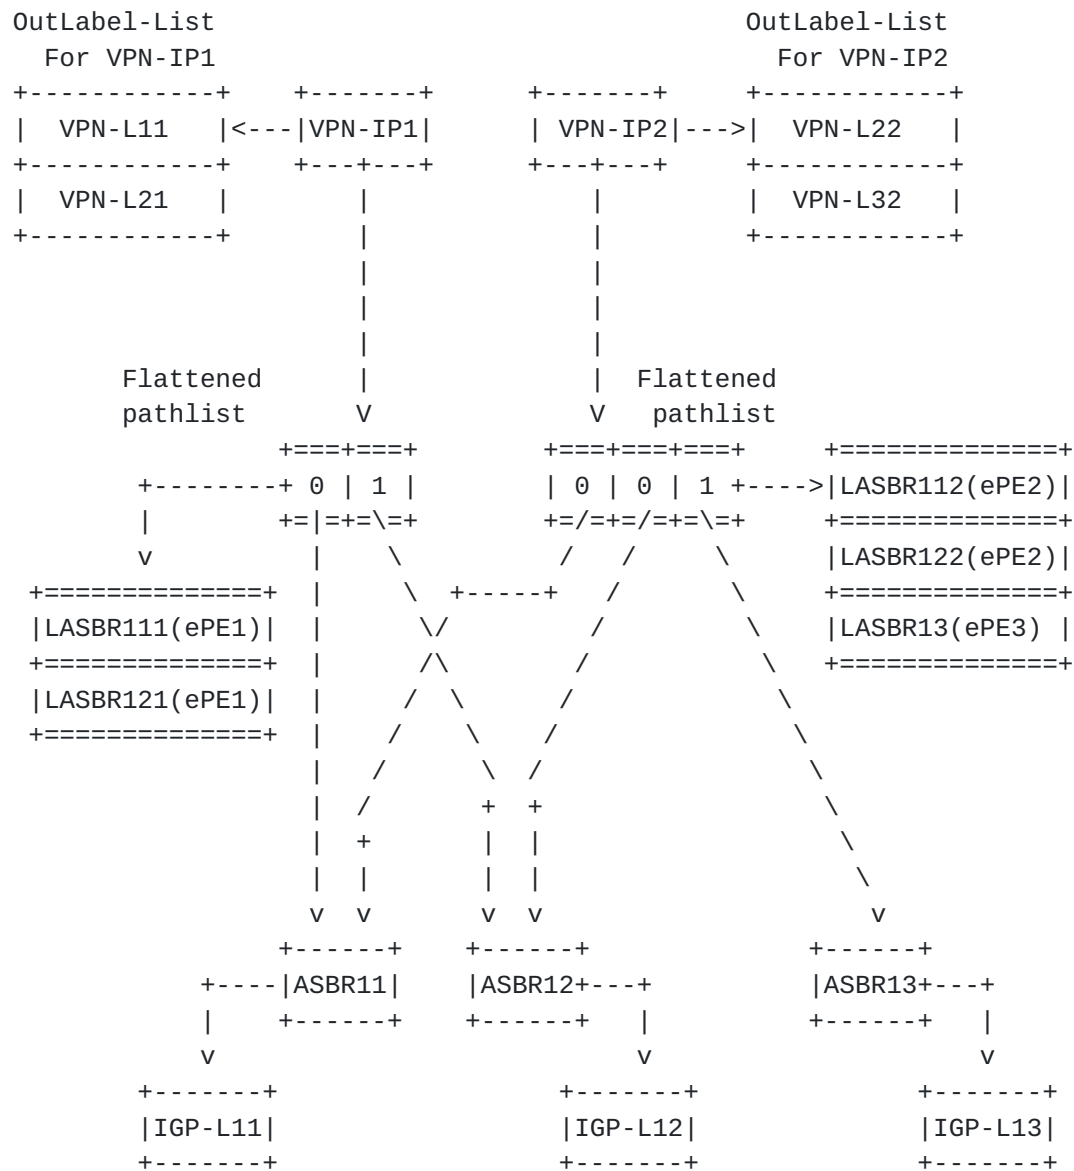 OutLabel-List OutLabel-List
For VPN-IP1 For VPN-IP2
VPN-L11 VPN-IP1 VPN-IP2 VPN-L22
VPN-L21 VPN-L32
Flattened Flattened
pathlist pathlist
0 1 0 0 1 LASBR112(ePE2)
LASBR122(ePE2)
LASBR111(ePE1) LASBR13(ePE3)
LASBR121(ePE1)
ASBR11 ASBR12 ASBR13
IGP-L11 IGP-L12 IGP-L13